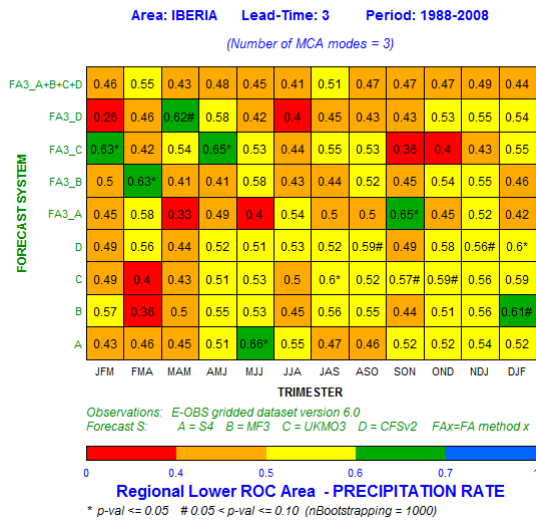 Area: IBERIA Lead-Time: 3 Period: 1988-2008
(Number of MCA modes = 3)
FORECAST SYSTEM
FA3_A+B+C+D 0.46 0.55 0.43 0.48 0.45 0.41 0.51 0.47 0.47 0.47 0.49 0.44
FA3_D 0.26 0.46 0.62# 0.58 0.42 0.4 0.45 0.43 0.43 0.53 0.55 0.54
FA3_C 0.63* 0.42 0.54 0.65* 0.53 0.44 0.55 0.53 0.36 0.4 0.43 0.55
FA3_B 0.5 0.63* 0.41 0.41 0.58 0.43 0.44 0.52 0.45 0.54 0.55 0.46
FA3_A 0.45 0.58 0.33 0.49 0.4 0.54 0.5 0.5 0.65* 0.45 0.52 0.42
D 0.49 0.56 0.44 0.52 0.51 0.53 0.52 0.59# 0.49 0.58 0.56# 0.6*
C 0.49 0.4 0.43 0.51 0.53 0.5 0.6* 0.52 0.57# 0.59# 0.56 0.59
B 0.57 0.36 0.5 0.55 0.53 0.45 0.56 0.55 0.44 0.51 0.56 0.61#
A 0.43 0.46 0.45 0.51 0.66* 0.55 0.47 0.46 0.52 0.52 0.54 0.52
JFM FMA MAM AMJ MJJ JJA JAS ASO SON OND NDJ DJF
TRIMESTER
Observations: E-OBS gridded dataset version 6.0
Forecast S: A = S4 B = MF3 C = UKMO3 D = CFSv2 FAx=FA method x
0 0.4 0.5 0.6 0.7 1
Regional Lower ROC Area - PRECIPITATION RATE
* p-val <= 0.05 # 0.05 < p-val <= 0.10 (nBootstrapping = 1000)